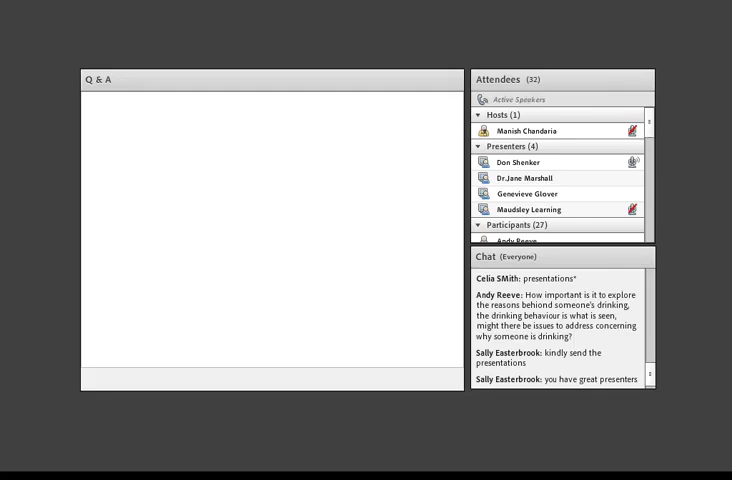 Q & A
Attendees (32)
Active Speakers
Hosts (1)
Manish Chandaria
Presenters (4)
Don Shenker
Dr.Jane Marshall
Genevieve Glover
Maudsley Learning
Participants (27)
Andy Reeve
Chat (Everyone)
Celia SMith: presentations*
Andy Reeve: How important is it to explore
the reasons behiond someone's drinking,
the drinking behaviour is what is seen,
might there be issues to address concerning
why someone is drinking?
Sally Easterbrook: kindly send the
presentations
Sally Easterbrook: you have great presenters